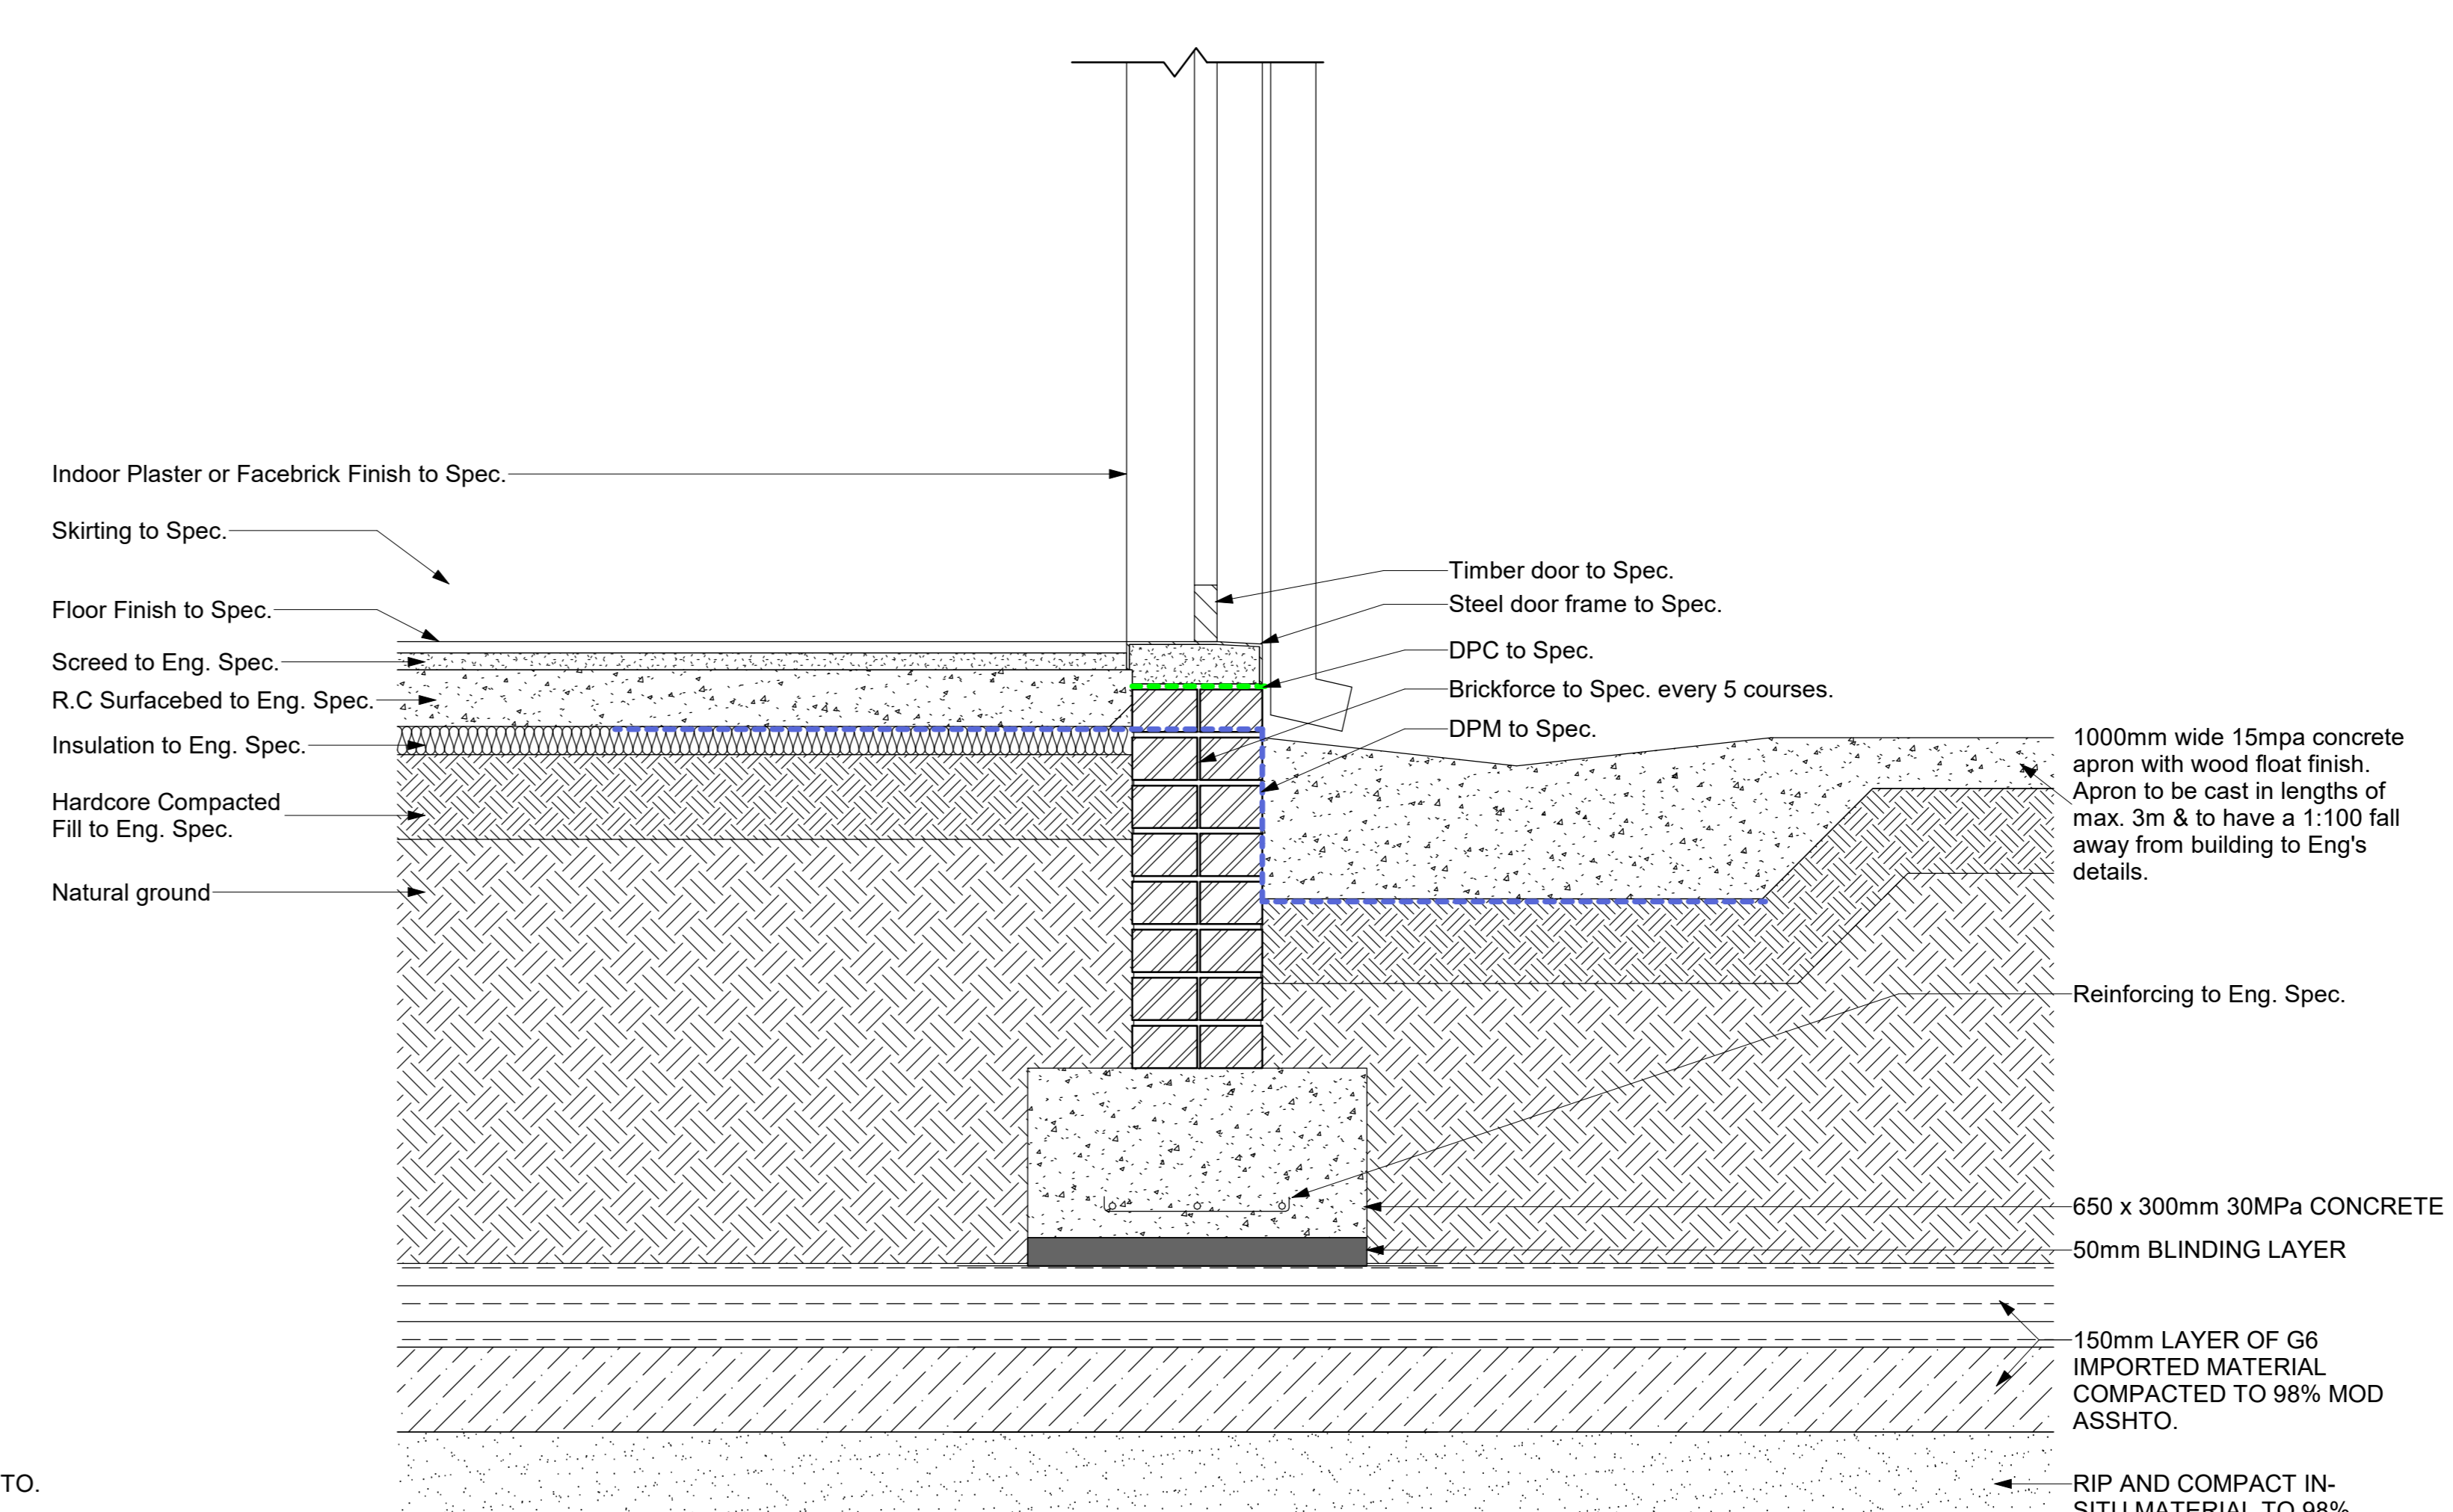 Indoor Plaster or Facebrick Finish to Spec.
Skirting to Spec.
Floor Finish to Spec.
Screed to Eng. Spec.
R.C Surfacebed to Eng. Spec.
Insulation to Eng. Spec.
Hardcore Compacted
Fill to Eng. Spec.
Natural ground
Timber door to Spec.
Steel door frame to Spec.
DPC to Spec.
Brickforce to Spec. every 5 courses.
DPM to Spec.
1000mm wide 15mpa concrete
apron with wood float finish.
Apron to be cast in lengths of
max. 3m & to have a 1:100 fall
away from building to Eng's
details.
Reinforcing to Eng. Spec.
650 x 300mm 30MPa CONCRETE
50mm BLINDING LAYER
150mm LAYER OF G6
IMPORTED MATERIAL
COMPACTED TO 98% MOD
ASSHTO.
TO.
RIP AND COMPACT IN-
SITU MATERIAL TO 98%